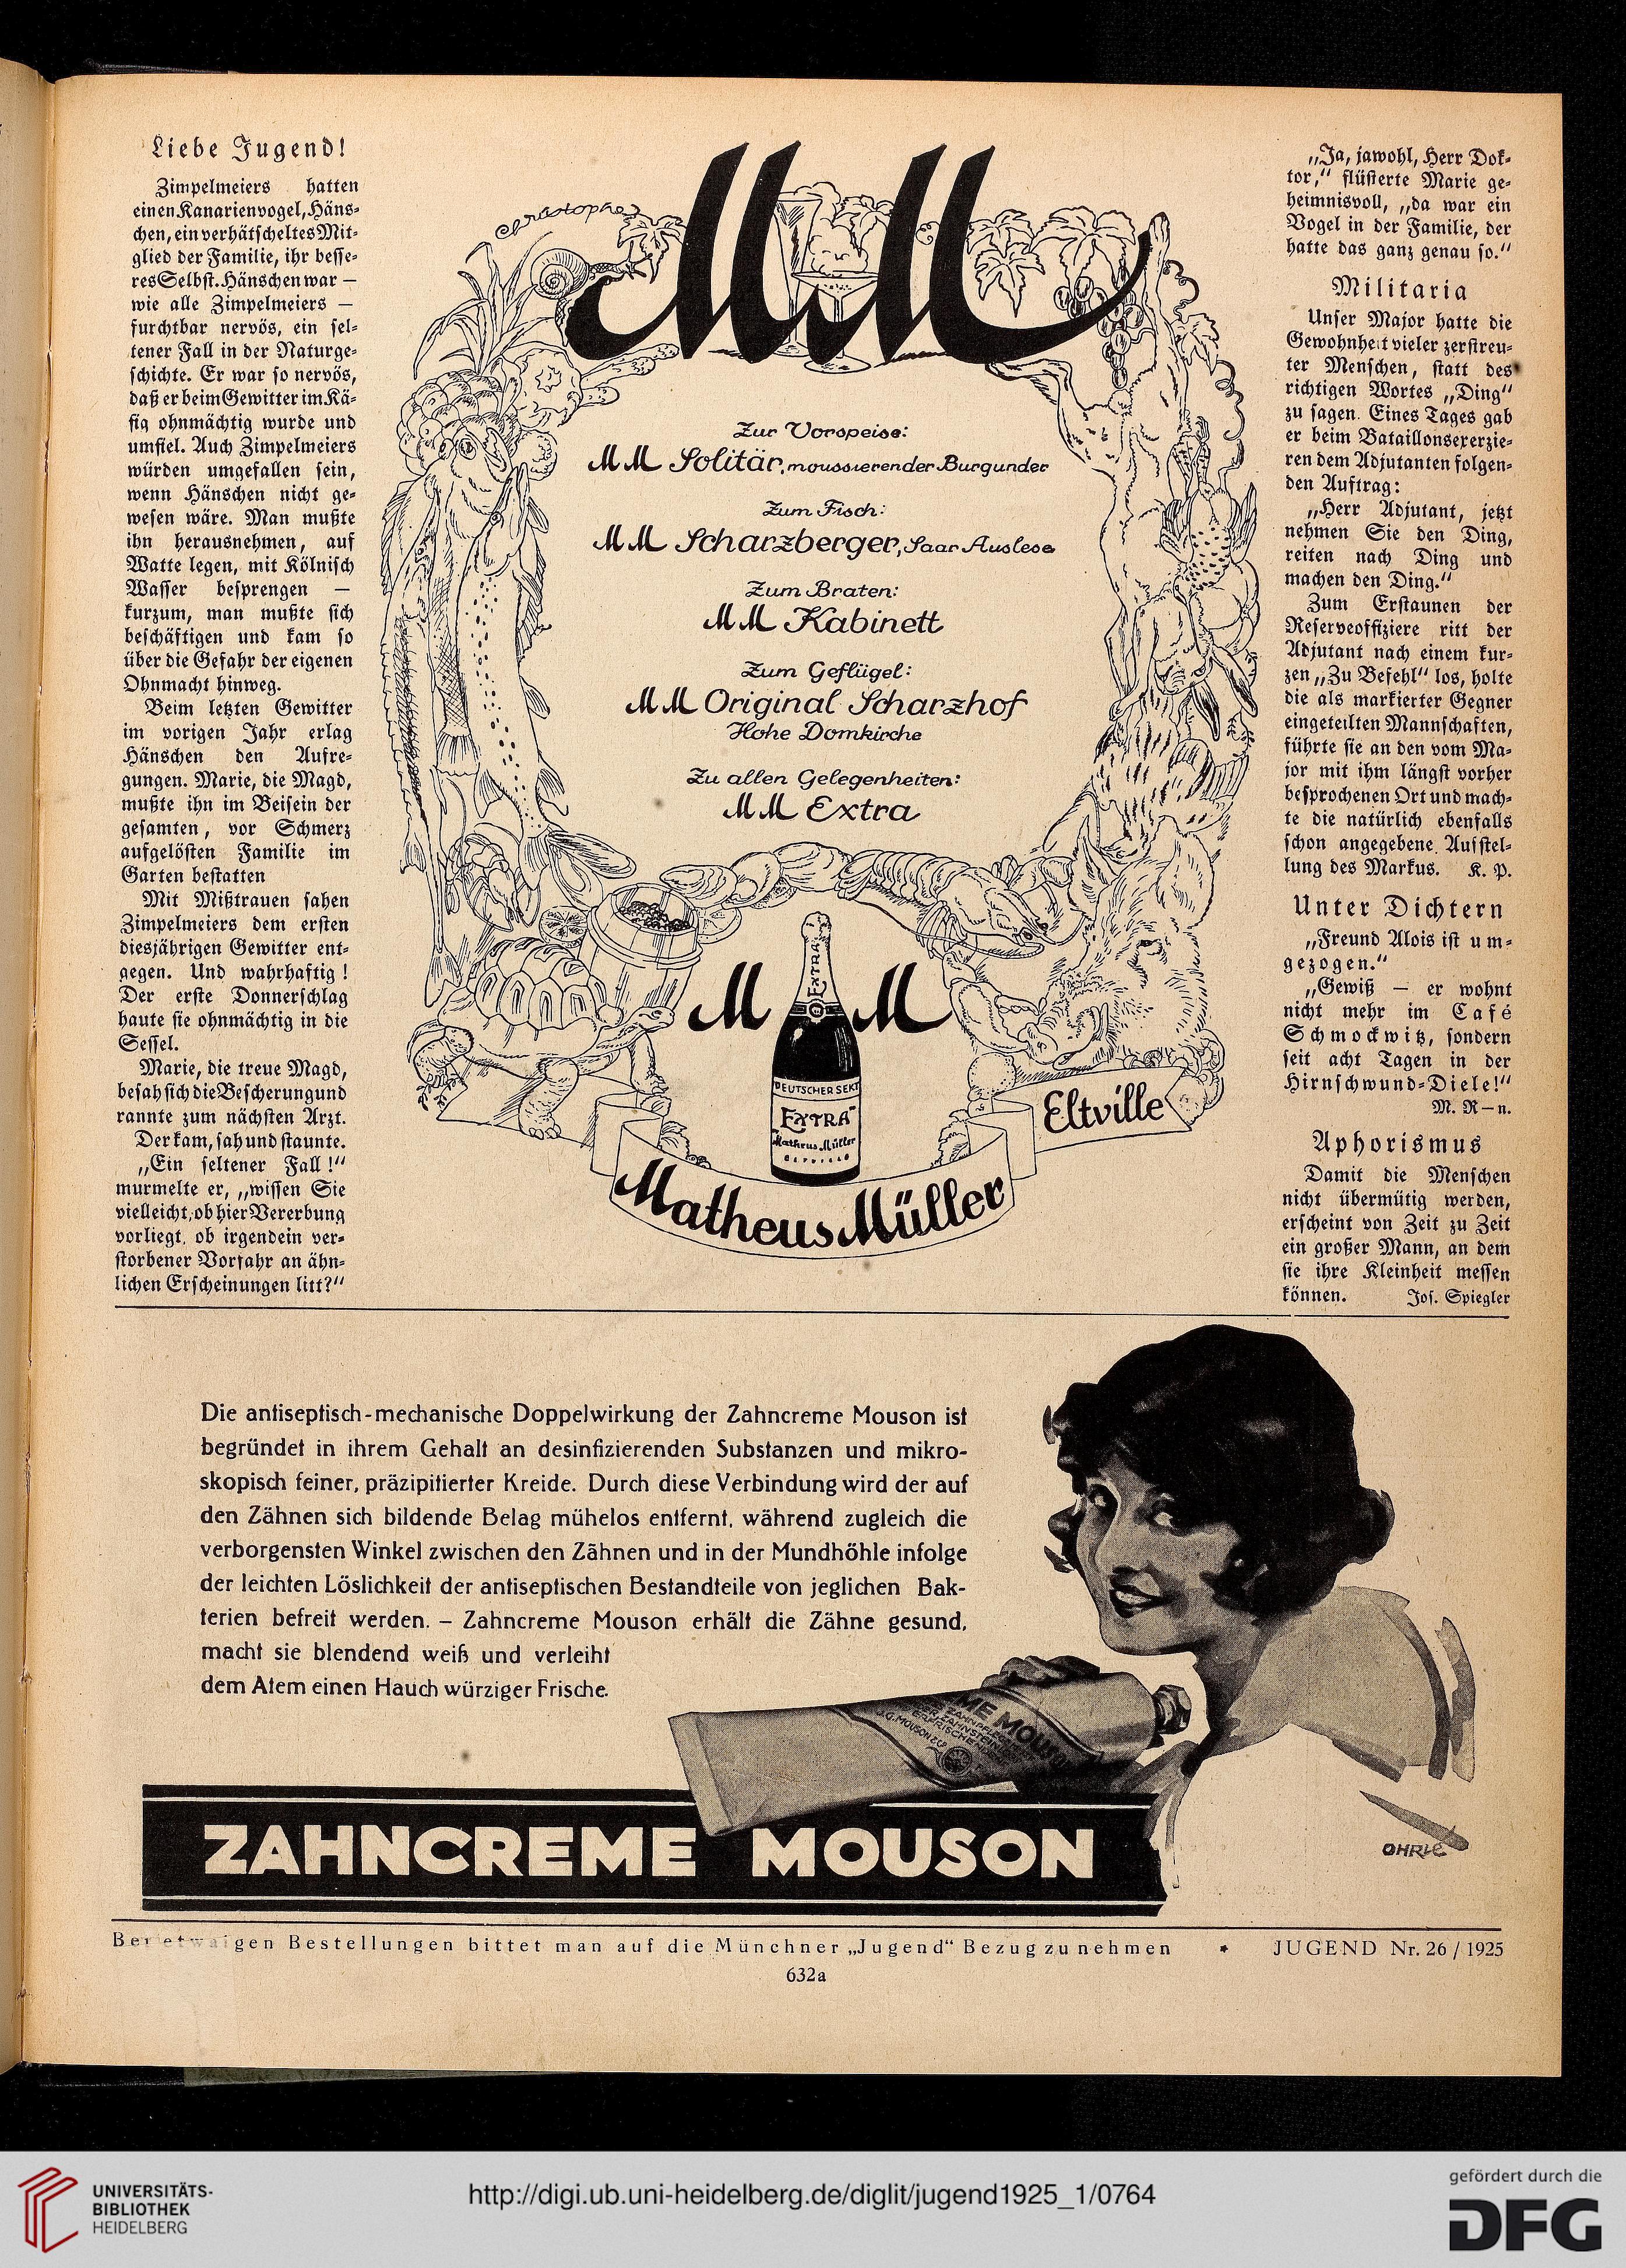 Liebe Jugend!
Zimpelmeiers hatten
einen Kanarienvogel, Häns-
chen, ein verhätscheltes Mit-
glied der Familie, ihr besse-
res Selbst. Hänschen war —
wie alle Zimpelmeiers —
furchtbar nervös, ein sel-
tener Fall in der Naturge-
schichte. Er war so nervös,
daß er beim Gewitter im Kä-
fig ohnmächtig wurde und
umfiel. Auch Zimpelmeiers
würden umgefallen sein,
wenn Hänschen nicht ge-
wesen wäre. Man mußte
ihn herausnehmen, auf
Watte legen, mit Kölnisch
Wasser besprengen —
kurzum, man mußte sich
beschäftigen und kam so
über die Gefahr der eigenen
Ohnmacht hinweg.
Beim letzten Gewitter
im vorigen Jahr erlag
Hänschen den Aufre-
gungen. Marie, die Magd,
mußte ihn im Beisein der
gesamten, vor Schmerz
aufgelösten Familie im
Garten bestatten
Mit Mißtrauen sahen
Zimpelmeiers dem ersten
diesjährigen Gewitter ent-
gegen. Und wahrhaftig!
Der erste Donnerschlag
haute sie ohnmächtig in die
Sessel.
Marie, die treue Magd,
besah sich die Bescherung und
rannte zum nächsten Arzt.
Der kam, sah und staunte.
„Ein seltener Fall!“
murmelte er, „wissen Sie
vielleicht, ob hier Vererbung
vorliegt, ob irgendein ver-
storbener Vorfahr an ähn-
lichen Erscheinungen litt?“
Christophe
MM
Zur Vorspeise:
MM Solitär, moussierender Burgunder
Zum Fisch:
MM Scharzberger, Saar Auslese
Zum Braten:
MM Kabinett
Zum Geflügel:
MM Original Scharzhof
Hohe Domkirche
Zu allen Gelegenheiten:
MM Extra
M M
EXTRA
DEUTSCHER SEKT
EXTRA
Matheus Müller
Matheus Müller
Eltville
„Ja, jawohl, Herr Dok-
tor,“ flüsterte Marie ge-
heimnisvoll, „da war ein
Vogel in der Familie, der
hatte das ganz genau so.“
Militaria
Unser Major hatte die
Gewohnheit vieler zerstreu-
ter Menschen, statt des
richtigen Wortes „Ding“
zu sagen. Eines Tages gab
er beim Bataillonsexerzie-
ren dem Adjutanten folgen-
den Auftrag:
„Herr Adjutant, jetzt
nehmen Sie den Ding,
reiten nach Ding und
machen den Ding.“
Zum Erstaunen der
Reserveoffiziere ritt der
Adjutant nach einem kur-
zen „Zu Befehl“ los, holte
die als markierter Gegner
eingeteilten Mannschaften,
führte sie an den vom Ma-
jor mit ihm längst vorher
besprochenen Ort und mach-
te die natürlich ebenfalls
schon angegebene Aufstel-
lung des Markus. K. P.
Unter Dichtern
„Freund Alois ist um-
gezogen.“
„Gewiß — er wohnt
nicht mehr im Café
Schmockwitz, sondern
seit acht Tagen in der
Hirnschwund-Diele!“
M. R—n.
Aphorismus
Damit die Menschen
nicht übermütig werden,
erscheint von Zeit zu Zeit
ein großer Mann, an dem
sie ihre Kleinheit messen
können. Jos. Spiegler
Die antiseptisch-mechanische Doppelwirkung der Zahncreme Mouson ist
begründet in ihrem Gehalt an desinfizierenden Substanzen und mikro-
skopisch feiner, präzipitierter Kreide. Durch diese Verbindung wird der auf
den Zähnen sich bildende Belag mühelos entfernt, während zugleich die
verborgensten Winkel zwischen den Zähnen und in der Mundhöhle infolge
der leichten Löslichkeit der antiseptischen Bestandteile von jeglichen Bak-
terien befreit werden. – Zahncreme Mouson erhält die Zähne gesund,
macht sie blendend weiß und verleiht
dem Atem einen Hauch würziger Frische.
J.G. MOUSON & Co
ZAHNCREME MOUSON
OHRLE
Bei etwaigen Bestellungen bittet man auf die Münchner „Jugend“ Bezug zu nehmen * JUGEND Nr. 26 / 1925
632a
UNIVERSITÄTS-
BIBLIOTHEK
HEIDELBERG
http://digi.ub.uni-heidelberg.de/diglit/jugend1925_1/0764
gefördert durch die
DFG